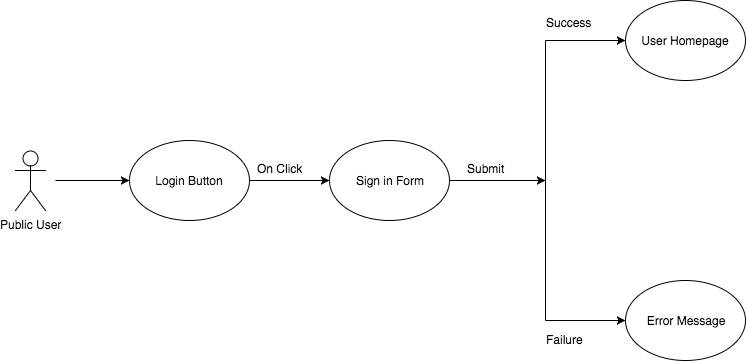 Success
User Homepage
On Click
Submit
Login Button
Sign in Form
Public User
Error Message
Failure